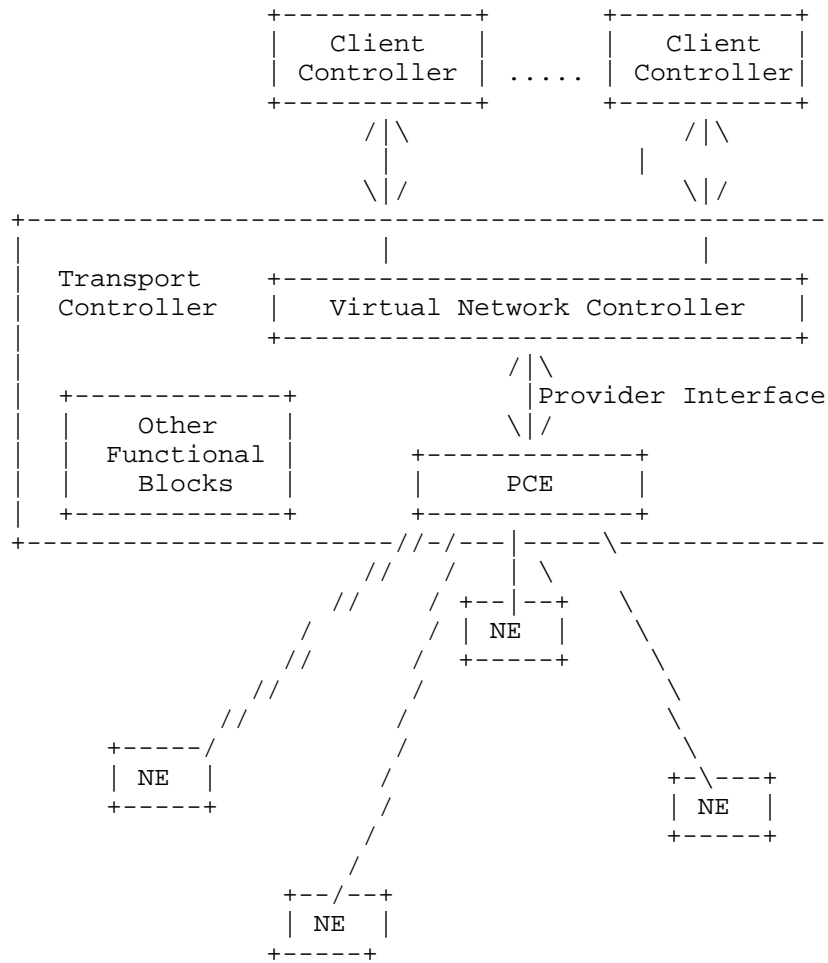 Client Client
Controller ..... Controller
Transport
Controller Virtual Network Controller
Provider Interface
Other
Functional PCE
Blocks
NE
NE
NE
NE